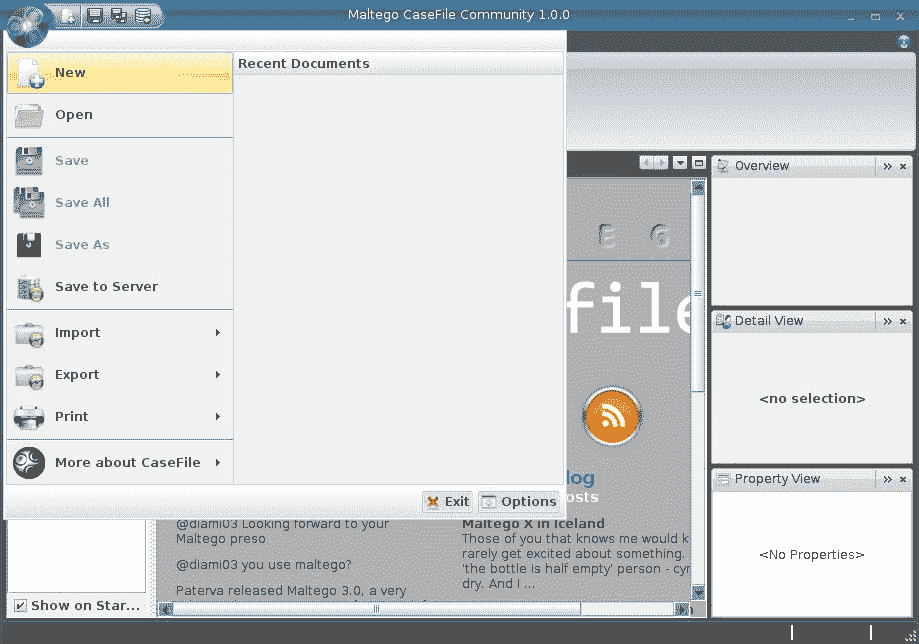 Maltego CaseFile Community 1.0.0
New
Open
Save
Save All
Save As
Save to Server
Import
Export
Print
More about CaseFile
Recent Documents
Exit
Options
E G
file
log
osts
Overview
Detail View
<no selection>
Property View
<No Properties>
@diami03 Looking forward to your
Maltego preso
@diami03 you use maltego?
Paterva released Maltego 3.0, a very
Maltego X in Iceland
Those of you that knows me would k
rarely get excited about something.
'the bottle is half empty' person - cyr
dry. And I ...
Show on Star...